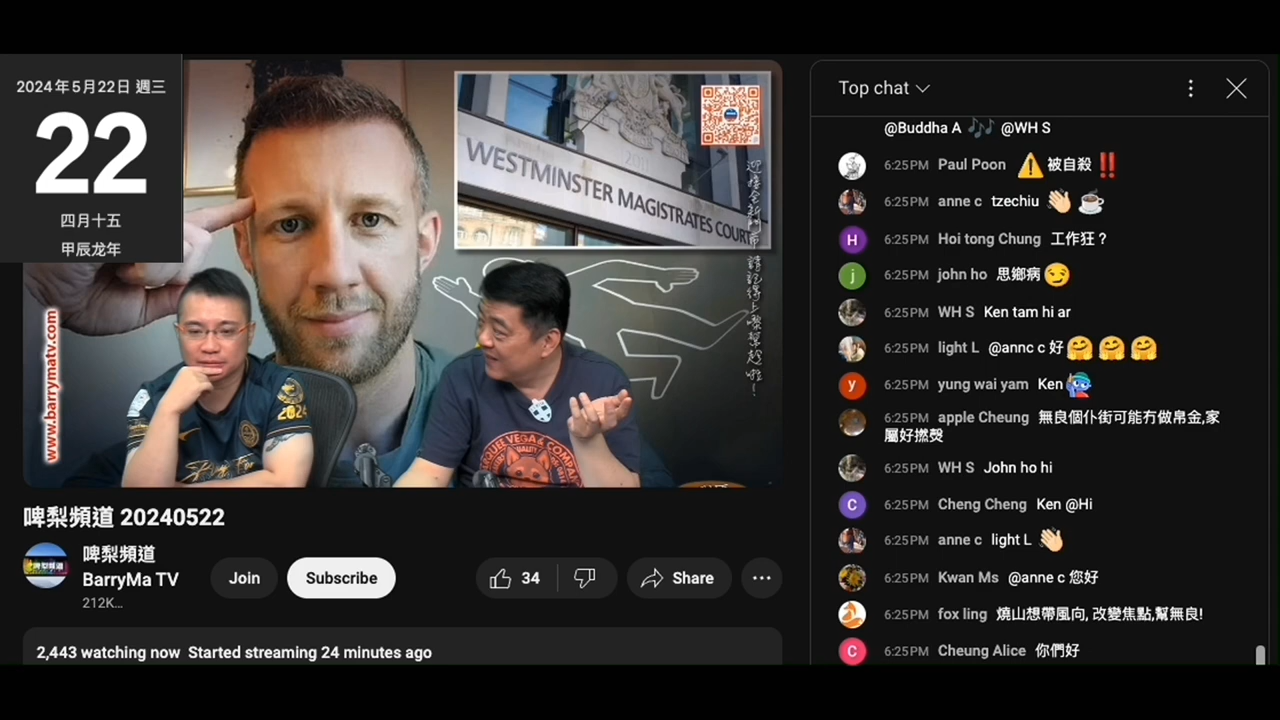 2024年5月22日 週三
22
四月十五
甲辰龙年
WESTMINSTER MAGISTRATES COURT
2011
www.barrymatv.com
2024
QUALITY
啤梨頻道 20240522
啤梨頻道
BarryMa TV
212K...
Join
Subscribe
34
Share
2,443 watching now Started streaming 24 minutes ago
Top chat
@Buddha A 🎶 @WH S
6:25PM Paul Poon ⚠️ 被自殺 ‼️
6:25PM anne c tzechiu 👋🏻 ☕
H
6:25PM Hoi tong Chung 工作狂？
j
6:25PM john ho 思鄉病 😏
6:25PM WH S Ken tam hi ar
6:25PM light L @annc c 好 🤗 🤗 🤗
y
6:25PM yung wai yam Ken
6:25PM apple Cheung 無良個仆街可能冇做帛金,家
屬好撚熒
6:25PM WH S John ho hi
C
6:25PM Cheng Cheng Ken @Hi
6:25PM anne c light L 👋🏻
6:25PM Kwan Ms @anne c 您好
6:25PM fox ling 燒山想帶風向, 改變焦點,幫無良!
C
6:25PM Cheung Alice 你們好